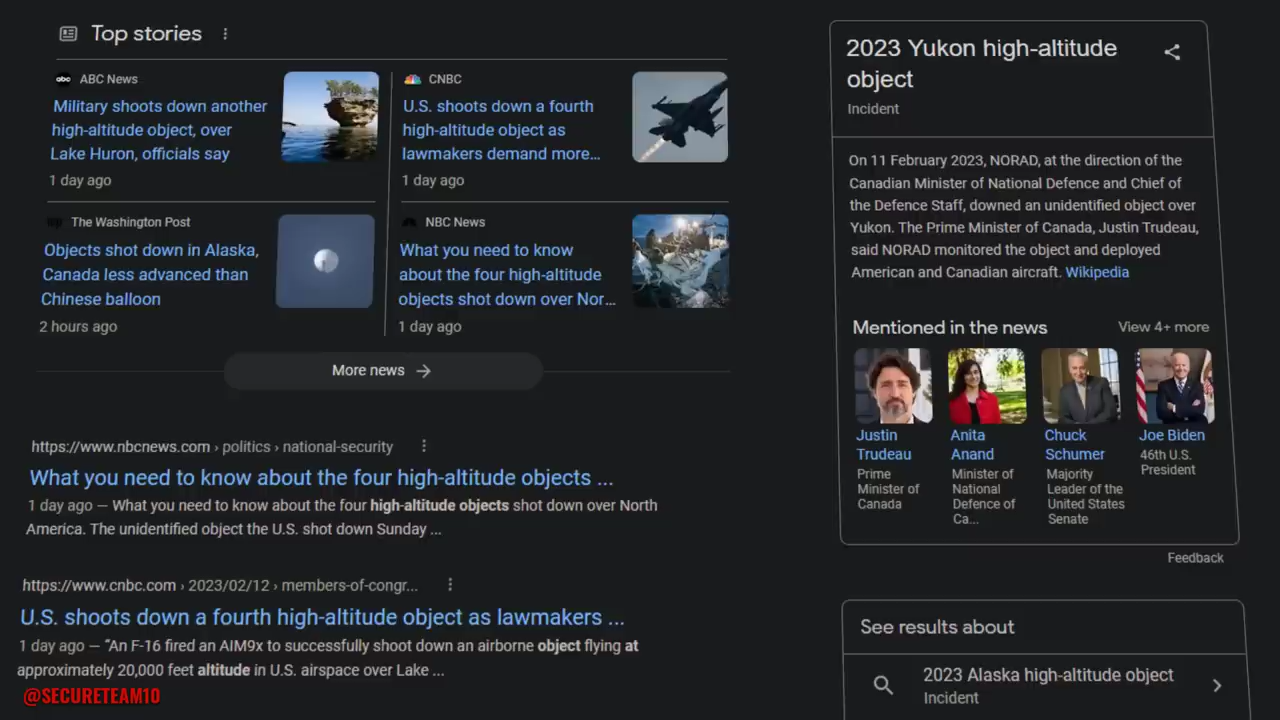 Top stories
abc ABC News
Military shoots down another
high-altitude object, over
Lake Huron, officials say
1 day ago
CNBC
U.S. shoots down a fourth
high-altitude object as
lawmakers demand more...
1 day ago
The Washington Post
Objects shot down in Alaska,
Canada less advanced than
Chinese balloon
2 hours ago
NBC News
What you need to know
about the four high-altitude
objects shot down over Nor...
1 day ago
More news
https://www.nbcnews.com › politics › national-security
What you need to know about the four high-altitude objects ...
1 day ago — What you need to know about the four high-altitude objects shot down over North
America. The unidentified object the U.S. shot down Sunday ...
https://www.cnbc.com › 2023/02/12 › members-of-congr...
U.S. shoots down a fourth high-altitude object as lawmakers ...
1 day ago — “An F-16 fired an AIM9x to successfully shoot down an airborne object flying at
approximately 20,000 feet altitude in U.S. airspace over Lake ...
@SECURETEAM10
2023 Yukon high-altitude
object
Incident
On 11 February 2023, NORAD, at the direction of the
Canadian Minister of National Defence and Chief of
the Defence Staff, downed an unidentified object over
Yukon. The Prime Minister of Canada, Justin Trudeau,
said NORAD monitored the object and deployed
American and Canadian aircraft. Wikipedia
Mentioned in the news
View 4+ more
Justin
Trudeau
Prime
Minister of
Canada
Anita
Anand
Minister of
National
Defence of
Ca...
Chuck
Schumer
Majority
Leader of the
United States
Senate
Joe Biden
46th U.S.
President
Feedback
See results about
2023 Alaska high-altitude object
Incident